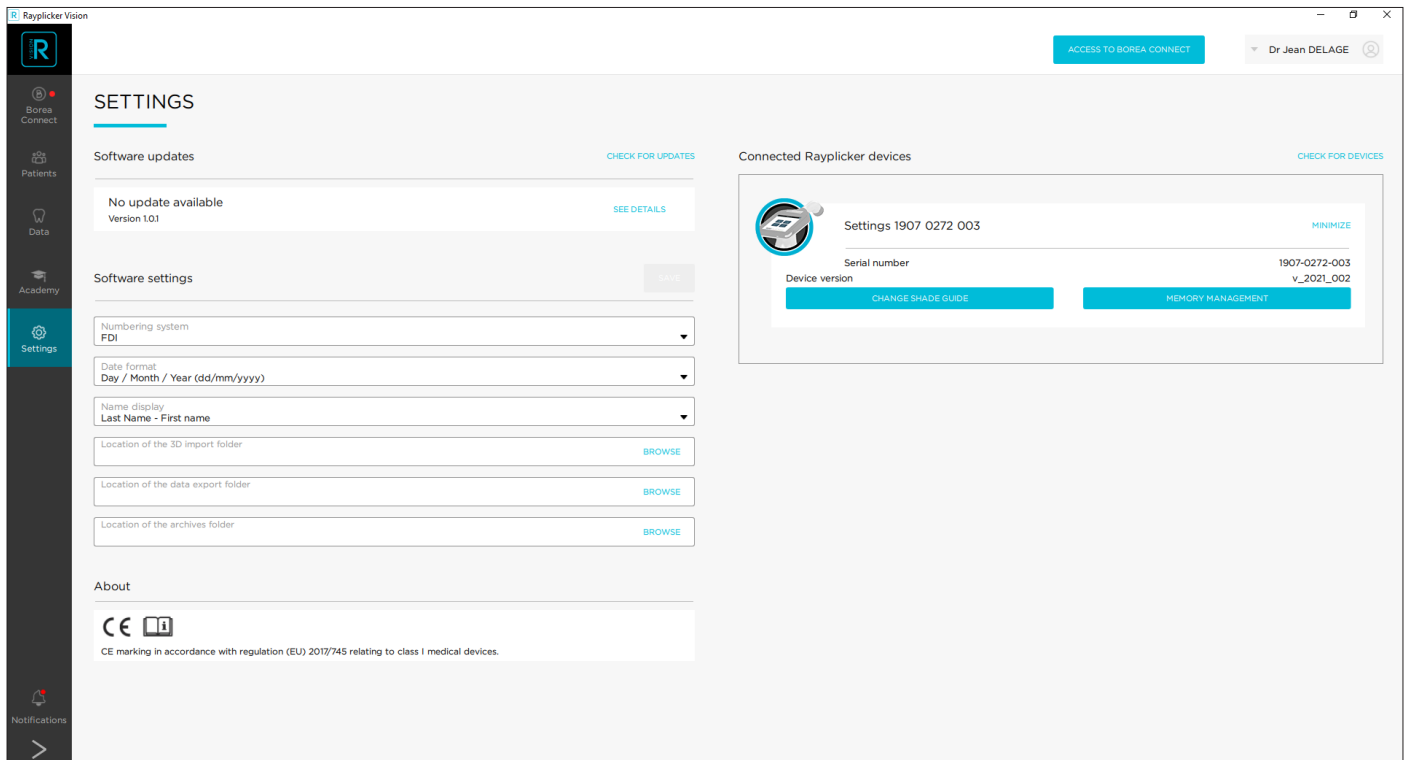 R Rayplicker Vision
BOREA R
ACCESS TO BOREA CONNECT
Dr Jean DELAGE
B
Borea
Connect
Patients
Data
Academy
Settings
Notifications
SETTINGS
Software updates
CHECK FOR UPDATES
No update available
Version 1.0.1
SEE DETAILS
Software settings
SAVE
Numbering system
FDI
Date format
Day / Month / Year (dd/mm/yyyy)
Name display
Last Name - First name
Location of the 3D import folder
BROWSE
Location of the data export folder
BROWSE
Location of the archives folder
BROWSE
About
CE i
CE marking in accordance with regulation (EU) 2017/745 relating to class I medical devices.
Connected Rayplicker devices
CHECK FOR DEVICES
Settings 1907 0272 003
MINIMIZE
Serial number 1907-0272-003
Device version v_2021_002
CHANGE SHADE GUIDE
MEMORY MANAGEMENT